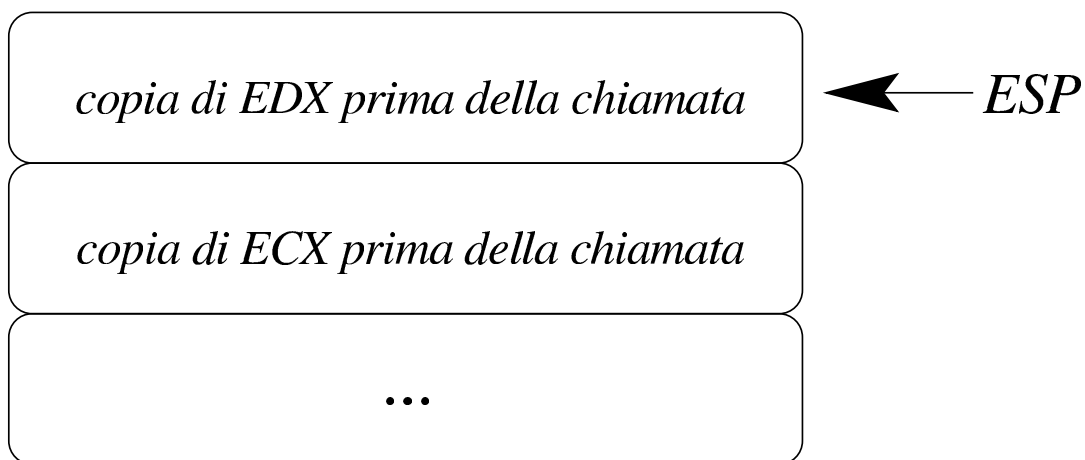 copia di EDX prima della chiamata
ESP
copia di ECX prima della chiamata
...